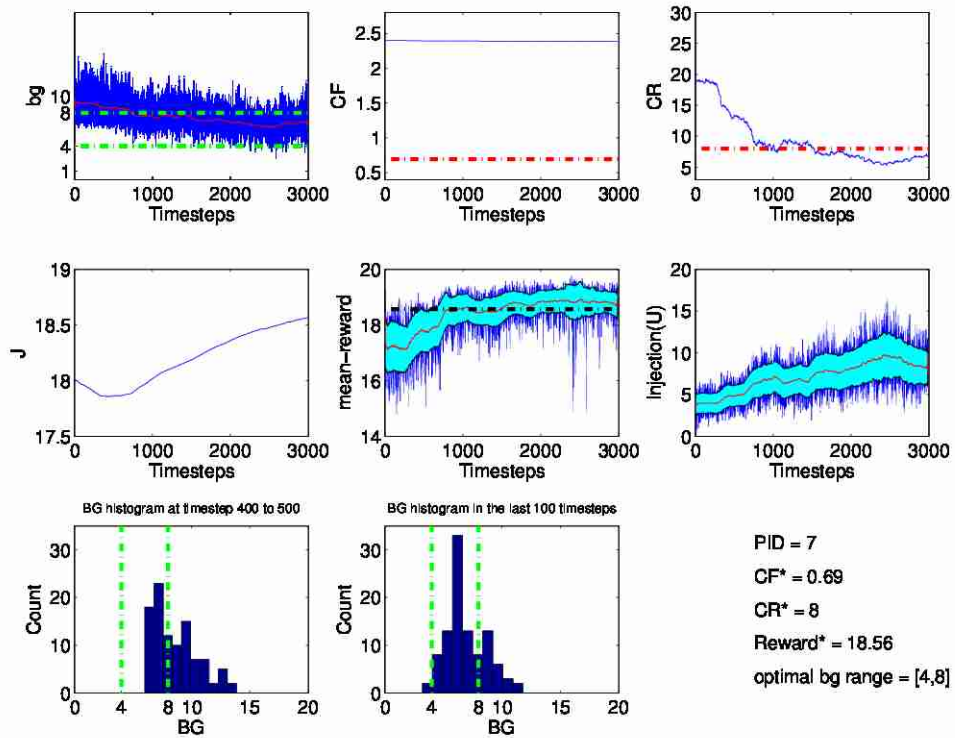 10
8
4
1
bg
0 1000 2000 3000
Timesteps
2.5
2
1.5
1
0.5
CF
0 1000 2000 3000
Timesteps
30
25
20
15
10
5
CR
0 1000 2000 3000
Timesteps
19
18.5
18
17.5
J
0 1000 2000 3000
Timesteps
20
18
16
14
mean-reward
0 1000 2000 3000
Timesteps
20
15
10
5
0
Injection(U)
0 1000 2000 3000
Timesteps
BG histogram at timestep 400 to 500
30
20
10
0
Count
0 4 8 10 15 20
BG
BG histogram in the last 100 timesteps
30
20
10
0
Count
0 4 8 10 15 20
BG
PID = 7
CF* = 0.69
CR* = 8
Reward* = 18.56
optimal bg range = [4,8]